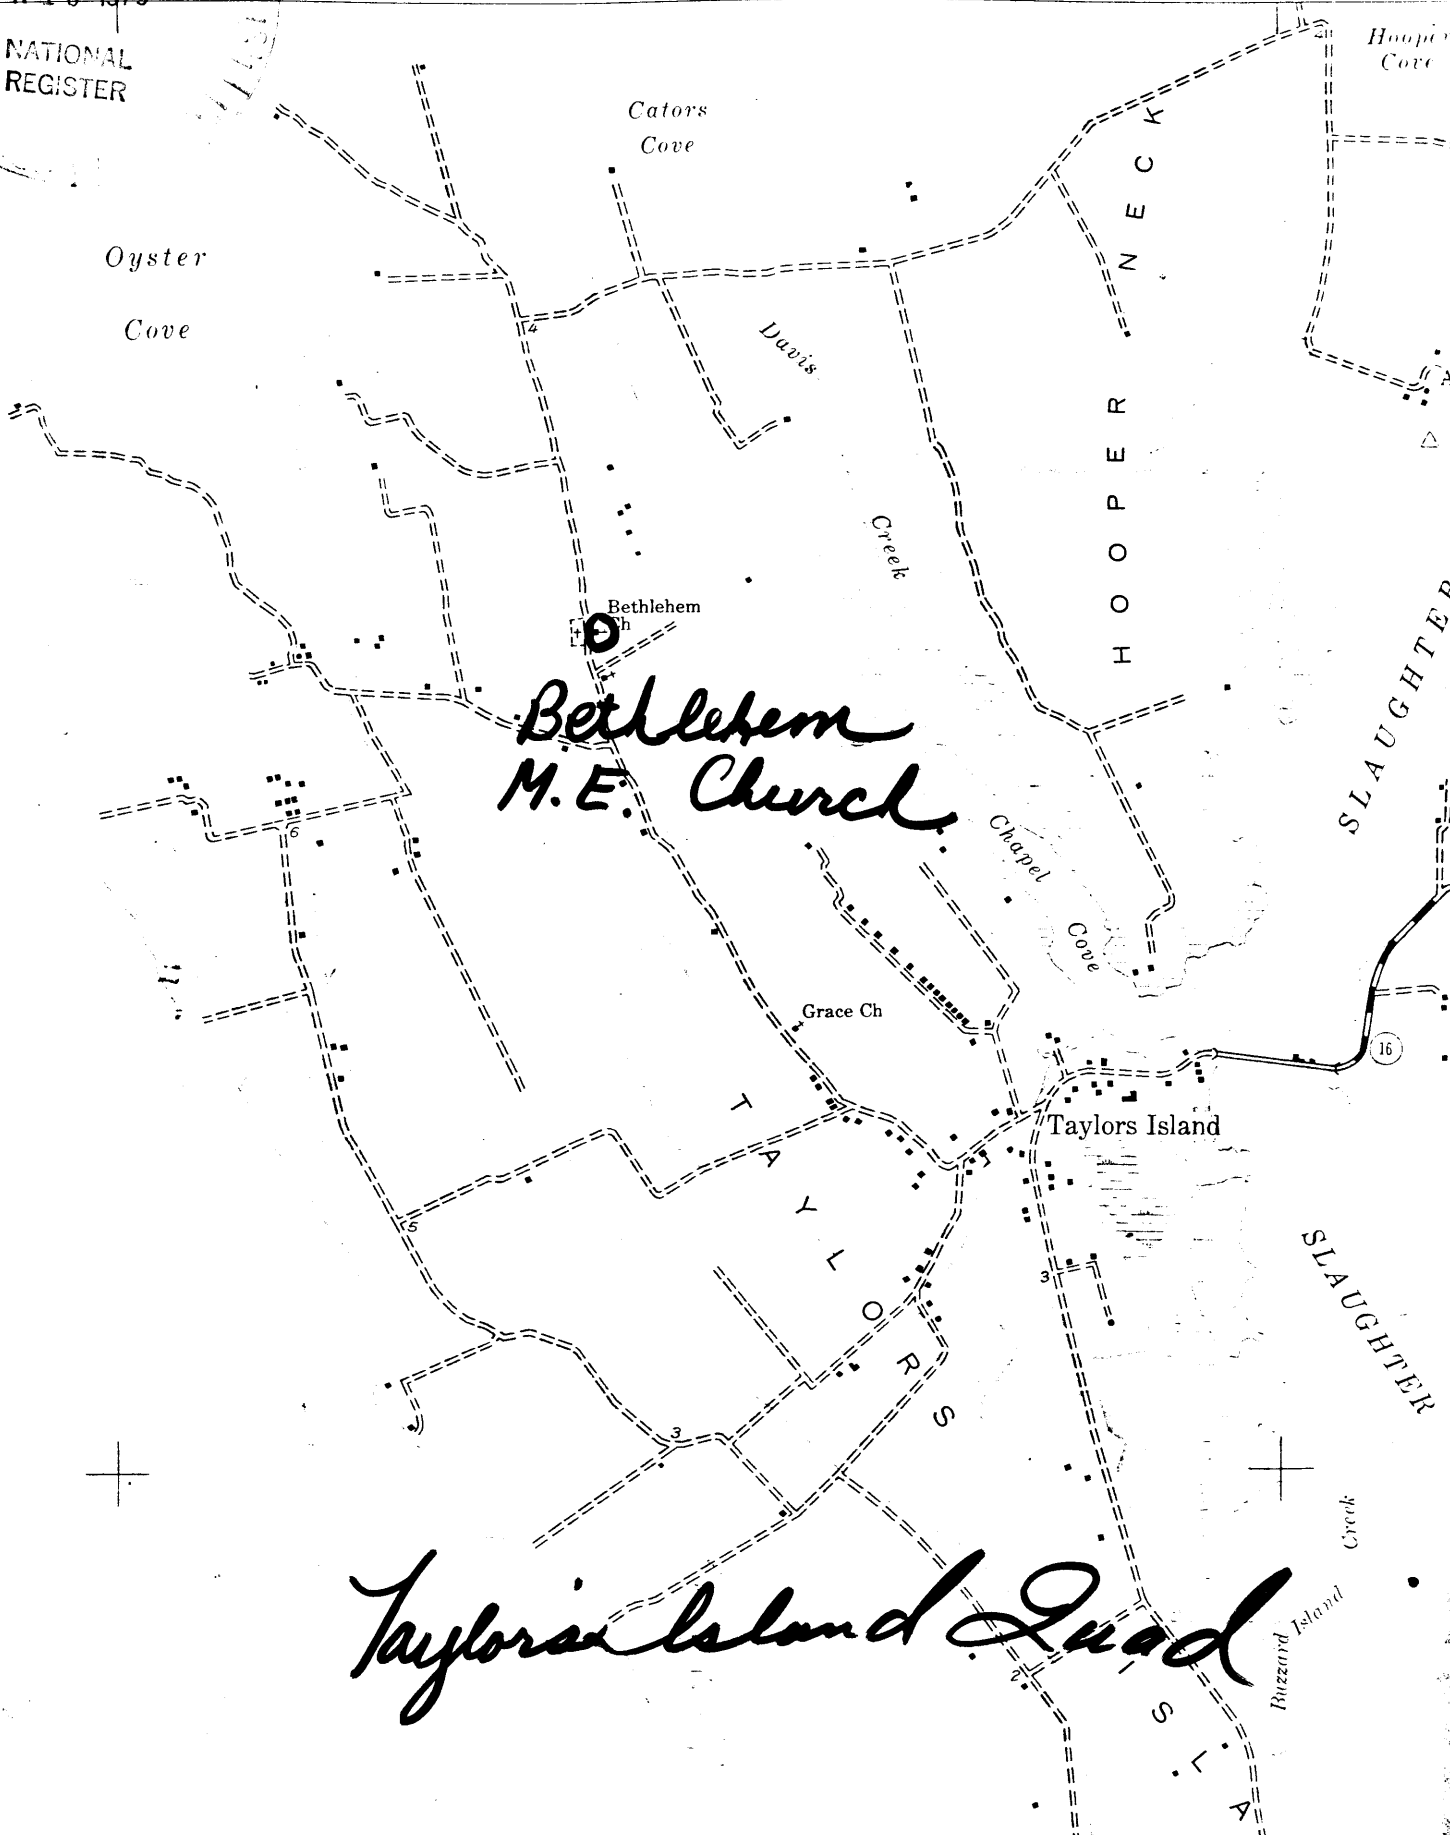 NATIONAL
REGISTER
Hooper
Cove
Cators
Cove
Oyster
Cove
NECK
HOOPER
4
Davis
Creek
Bethlehem
Ch
Bethlehem
M.E. Church
SLAUGHTER
6
Chapel
Cove
Grace Ch
16
Taylors Island
TAYLORS
5
3
SLAUGHTER
3
Creek
Taylors Island Quad
Buzzard Island
2
ISLA